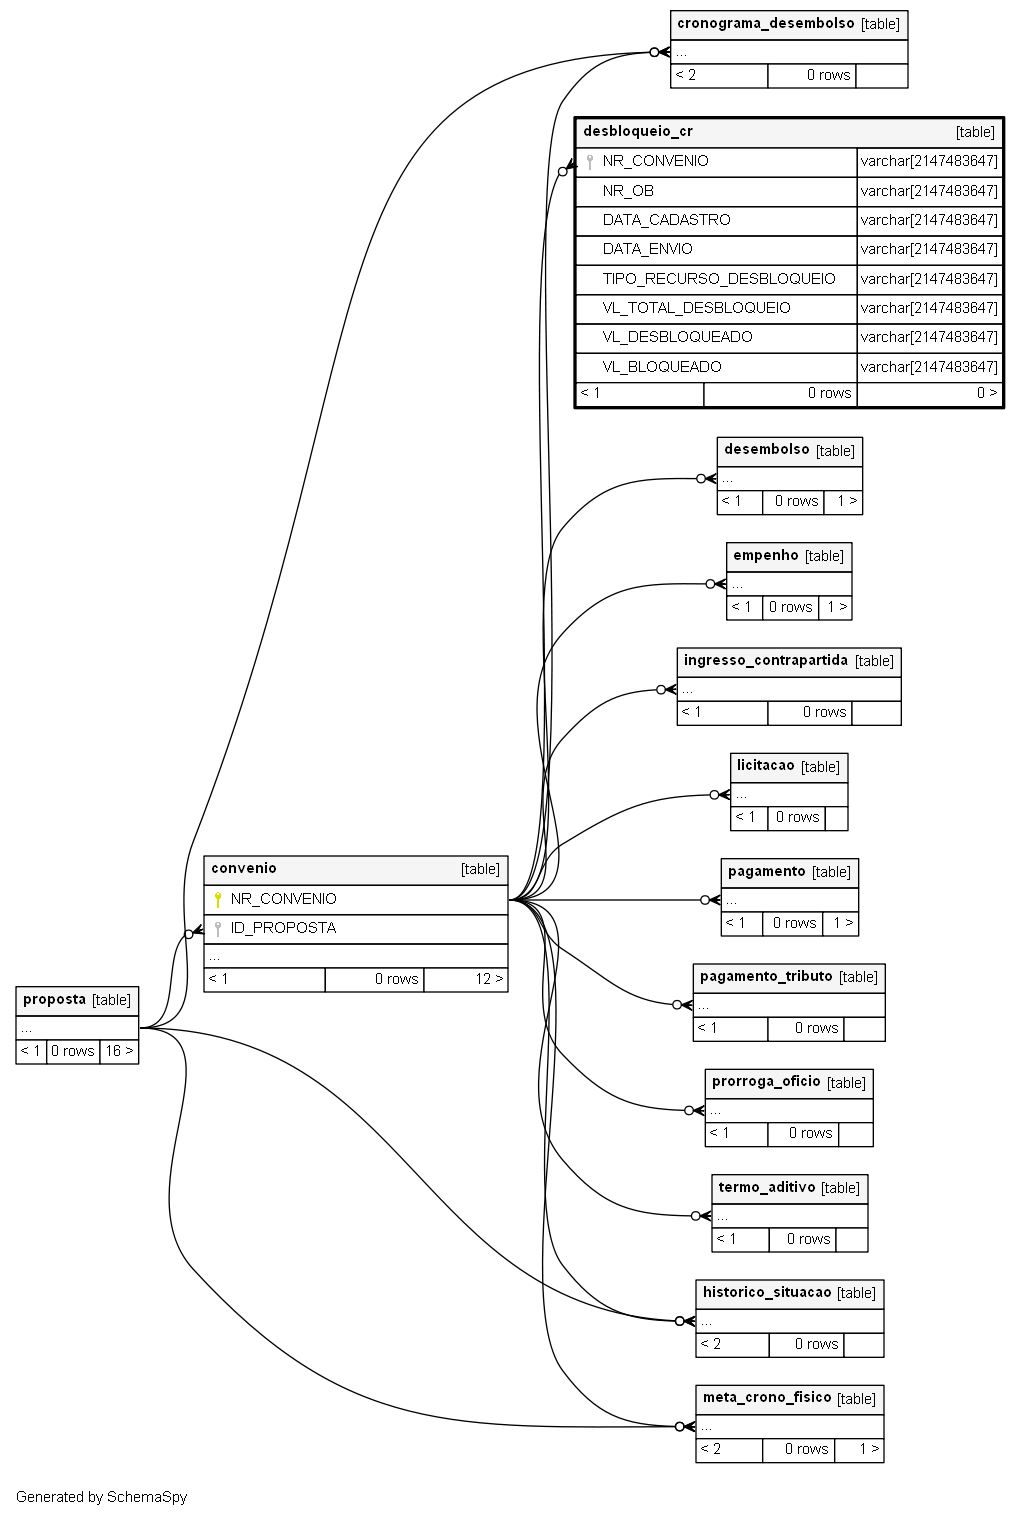 cronograma_desembolso [table]
...
< 2 0 rows
desbloqueio_cr [table]
NR_CONVENIO varchar[2147483647]
NR_OB varchar[2147483647]
DATA_CADASTRO varchar[2147483647]
DATA_ENVIO varchar[2147483647]
TIPO_RECURSO_DESBLOQUEIO varchar[2147483647]
VL_TOTAL_DESBLOQUEIO varchar[2147483647]
VL_DESBLOQUEADO varchar[2147483647]
VL_BLOQUEADO varchar[2147483647]
< 1 0 rows 0 >
desembolso [table]
...
< 1 0 rows 1 >
empenho [table]
...
< 1 0 rows 1 >
ingresso_contrapartida [table]
...
< 1 0 rows
licitacao [table]
...
< 1 0 rows
convenio [table]
NR_CONVENIO
ID_PROPOSTA
...
< 1 0 rows 12 >
pagamento [table]
...
< 1 0 rows 1 >
pagamento_tributo [table]
...
< 1 0 rows
proposta [table]
...
< 1 0 rows 16 >
prorroga_oficio [table]
...
< 1 0 rows
termo_aditivo [table]
...
< 1 0 rows
historico_situacao [table]
...
< 2 0 rows
meta_crono_fisico [table]
...
< 2 0 rows 1 >
Generated by SchemaSpy